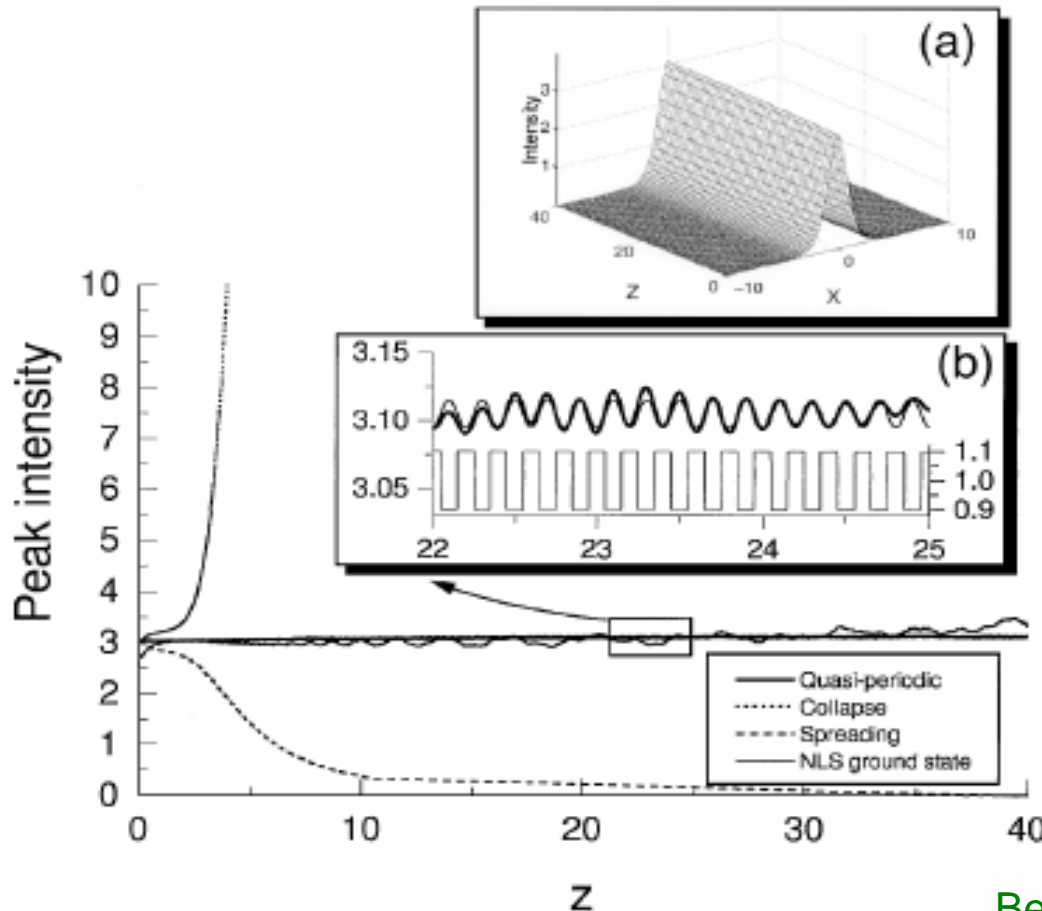 (a)
Intensity
3
2
1
40
20
0
Z
-10
0
10
X
(b)
3.15
3.10
3.05
1.1
1.0
0.9
22
23
24
25
Peak intensity
10
9
8
7
6
5
4
3
2
1
0
Quasi-periodic
Collapse
Spreading
NLS ground state
0
10
20
30
40
z
Be